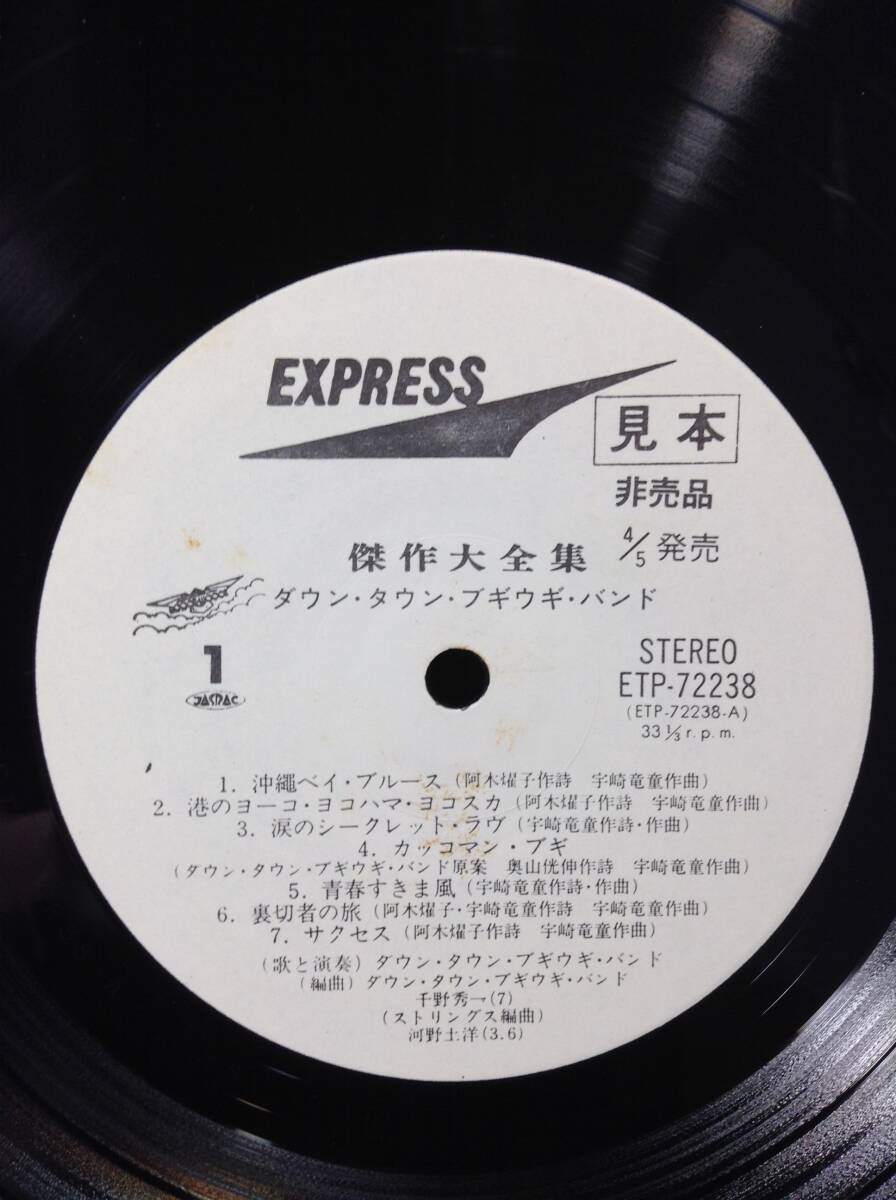 EXPRESS
見本
非売品
4/5発売
傑作大全集
ダウン・タウン・ブギウギ・バンド
1
JASRAC
STEREO
ETP-72238
(ETP-72238-A)
33 1/3 r.p.m.
1. 沖縄ベイ・ブルース (阿木燿子作詩 宇崎竜童作曲)
2. 港のヨーコ・ヨコハマ・ヨコスカ (阿木燿子作詩 宇崎竜童作曲)
3. 涙のシークレット・ラヴ (宇崎竜童作詩・作曲)
4. カッコマン・ブギ
(ダウン・タウン・ブギウギ・バンド原案 奥山侊伸作詩 宇崎竜童作曲)
5. 青春すきま風 (宇崎竜童作詩・作曲)
6. 裏切者の旅 (阿木燿子・宇崎竜童作詩 宇崎竜童作曲)
7. サクセス (阿木燿子作詩 宇崎竜童作曲)
(歌と演奏) ダウン・タウン・ブギウギ・バンド
(編曲) ダウン・タウン・ブギウギ・バンド
千野秀一(7)
(ストリングス編曲)
河野土洋(3.6)